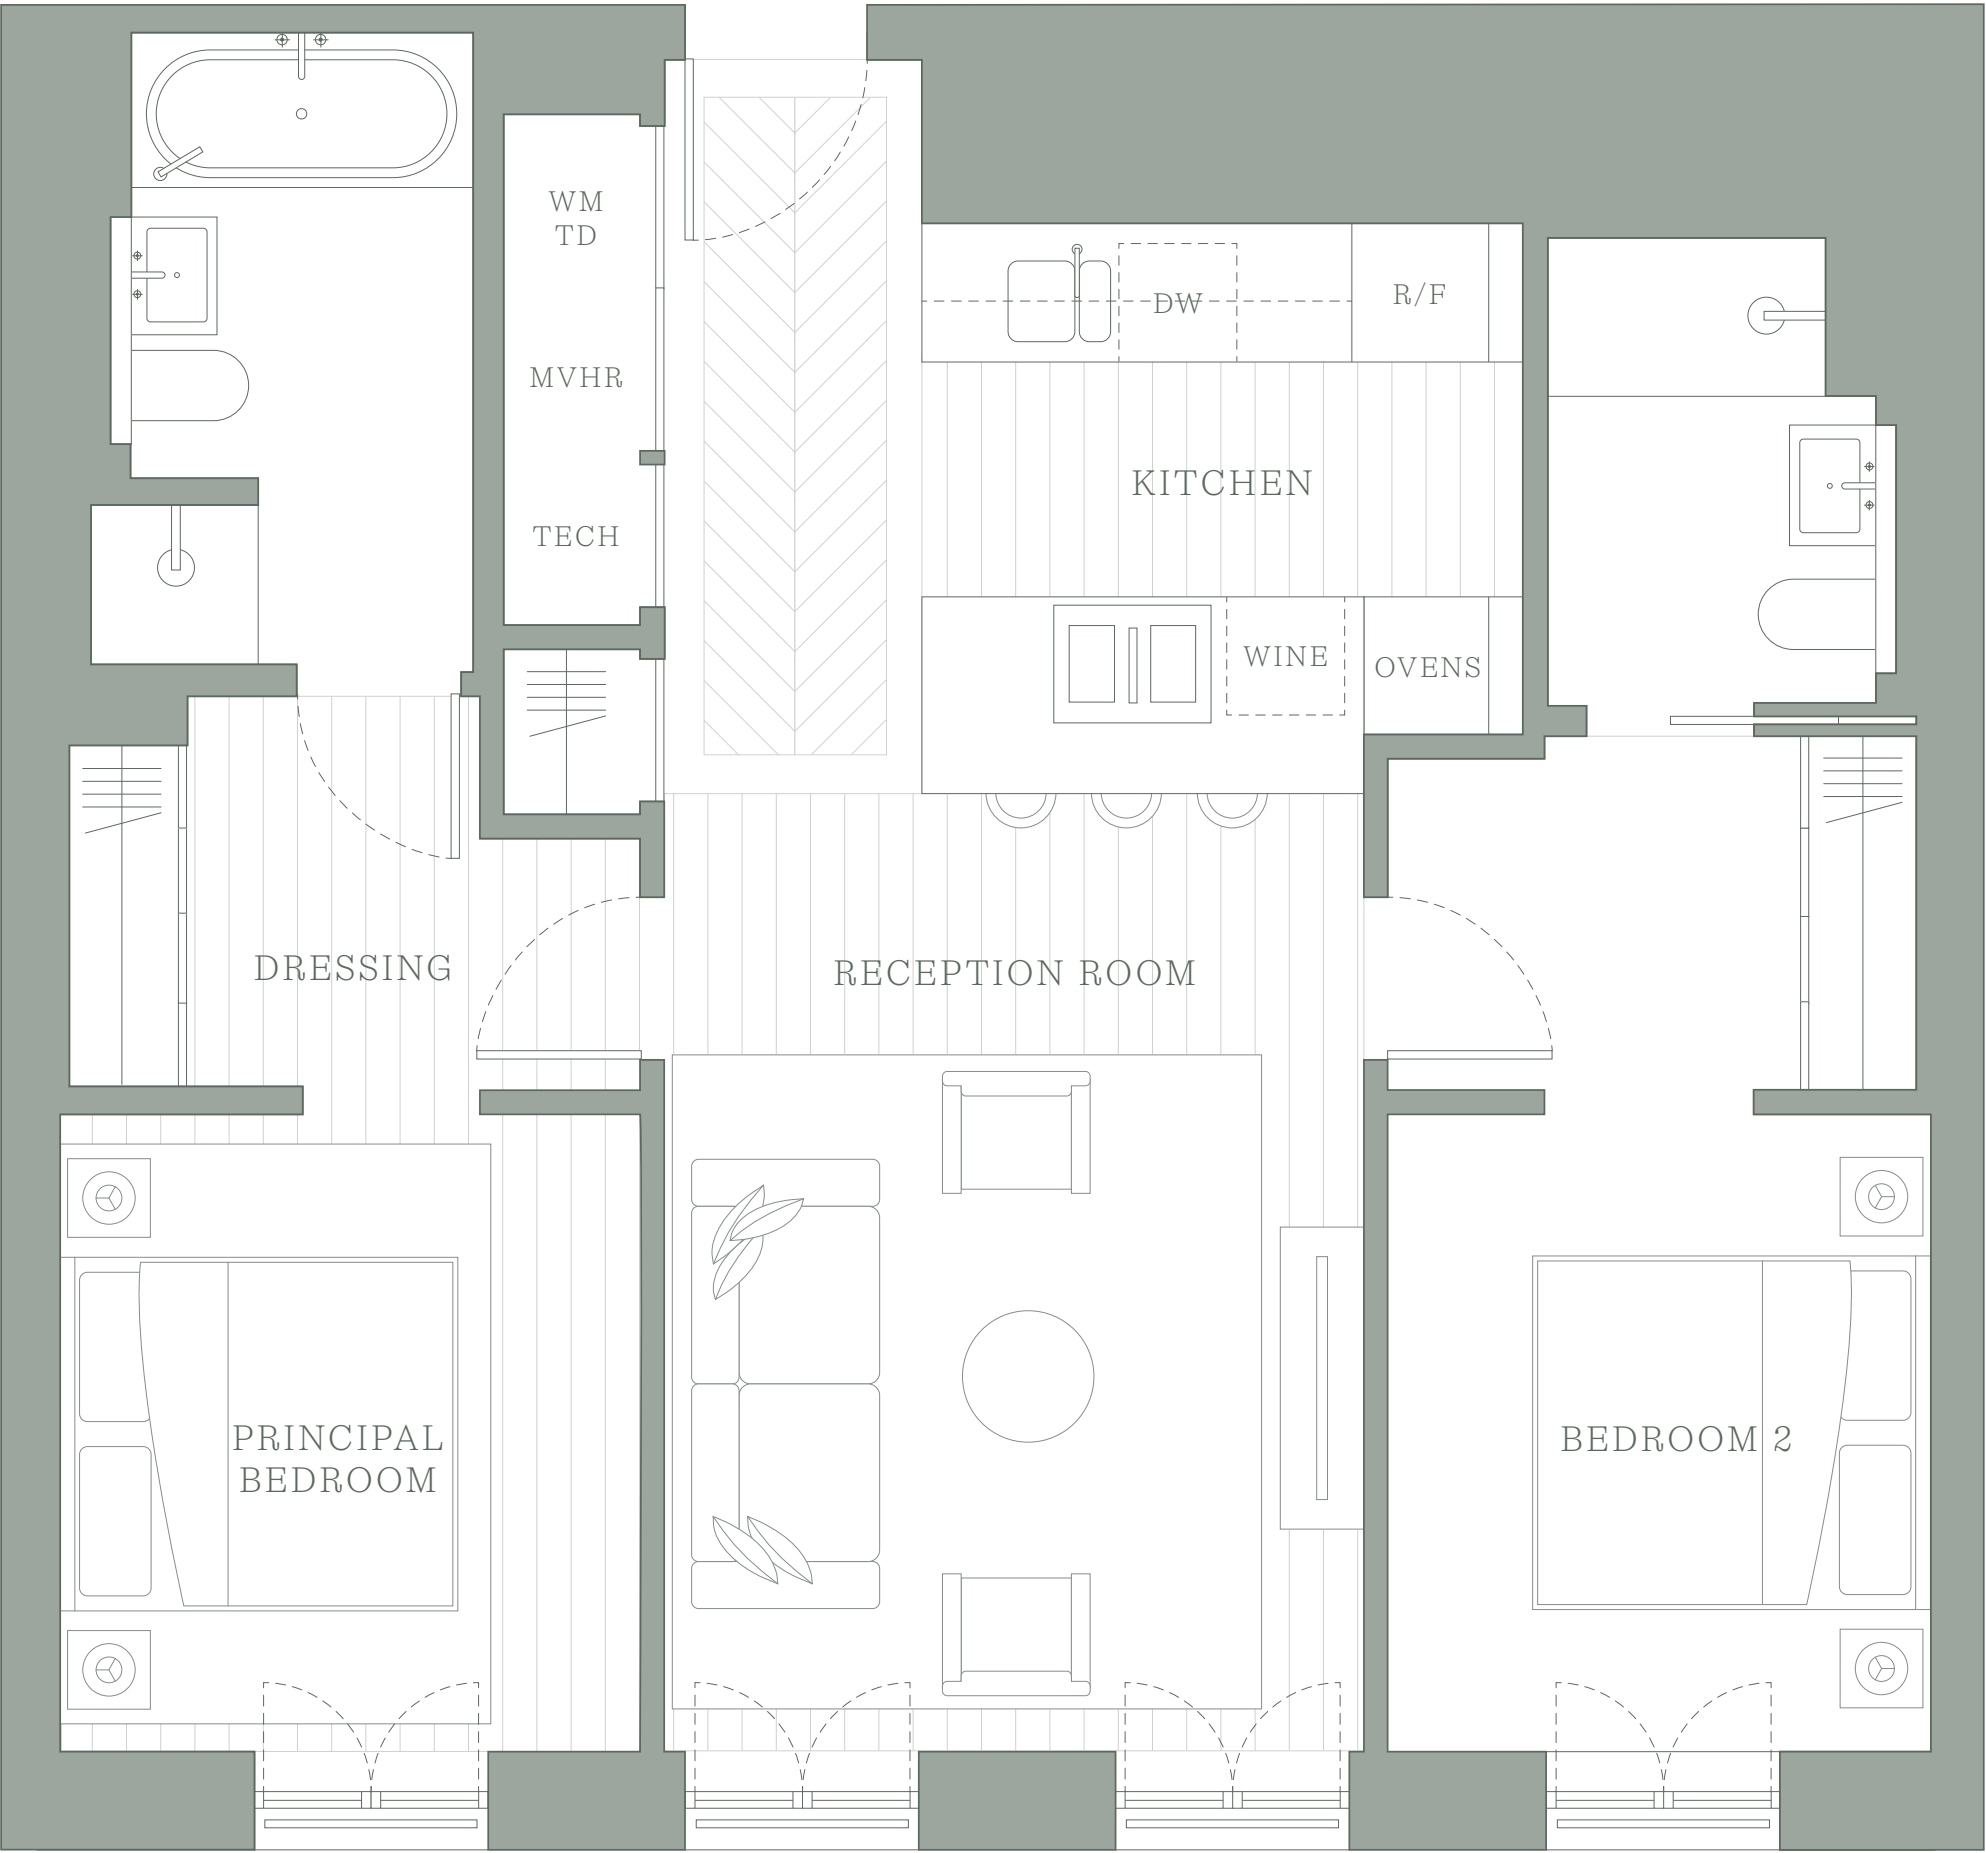 WM
TD
MVHR
TECH
DW
R/F
KITCHEN
WINE
OVENS
DRESSING
RECEPTION ROOM
PRINCIPAL
BEDROOM
BEDROOM 2